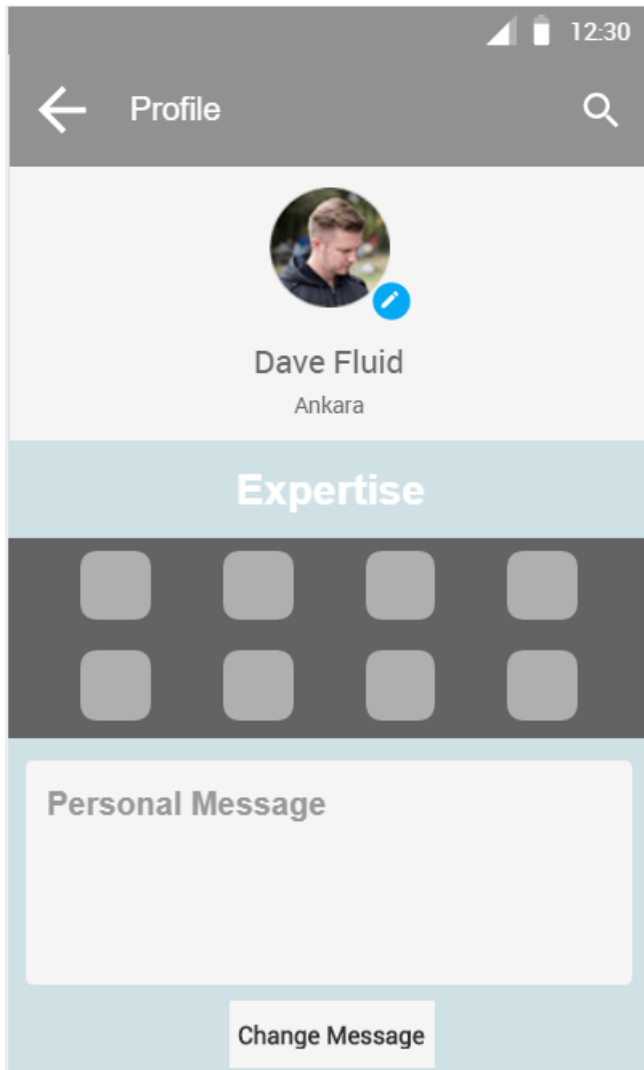 12:30
Profile
Dave Fluid
Ankara
Expertise
Personal Message
Change Message